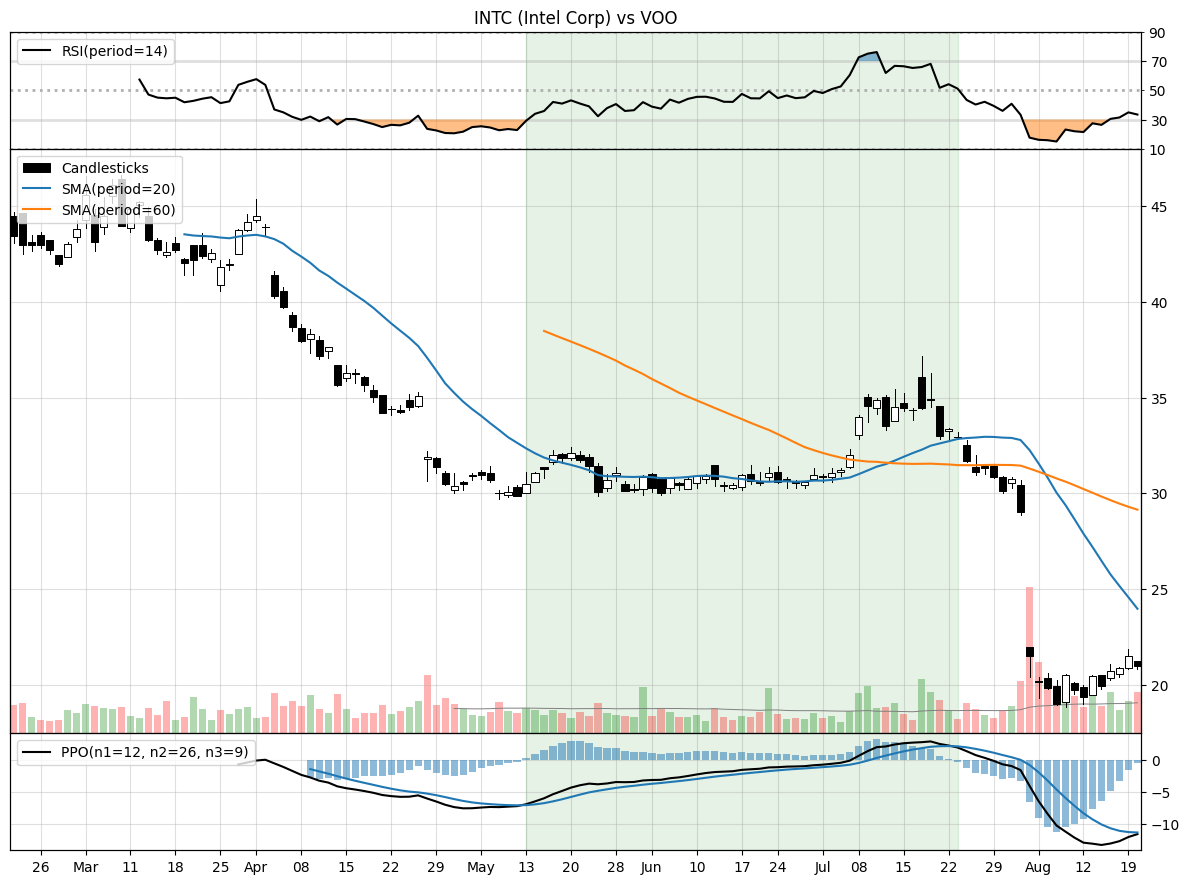 INTC (Intel Corp) vs VOO
RSI(period=14)
90
70
50
30
10
Candlesticks
SMA(period=20)
SMA(period=60)
45
40
35
30
25
20
PPO(n1=12, n2=26, n3=9)
0
−5
−10
26 Mar 11 18 25 Apr 08 15 22 29 May 13 20 28 Jun 10 17 24 Jul 08 15 22 29 Aug 12 19